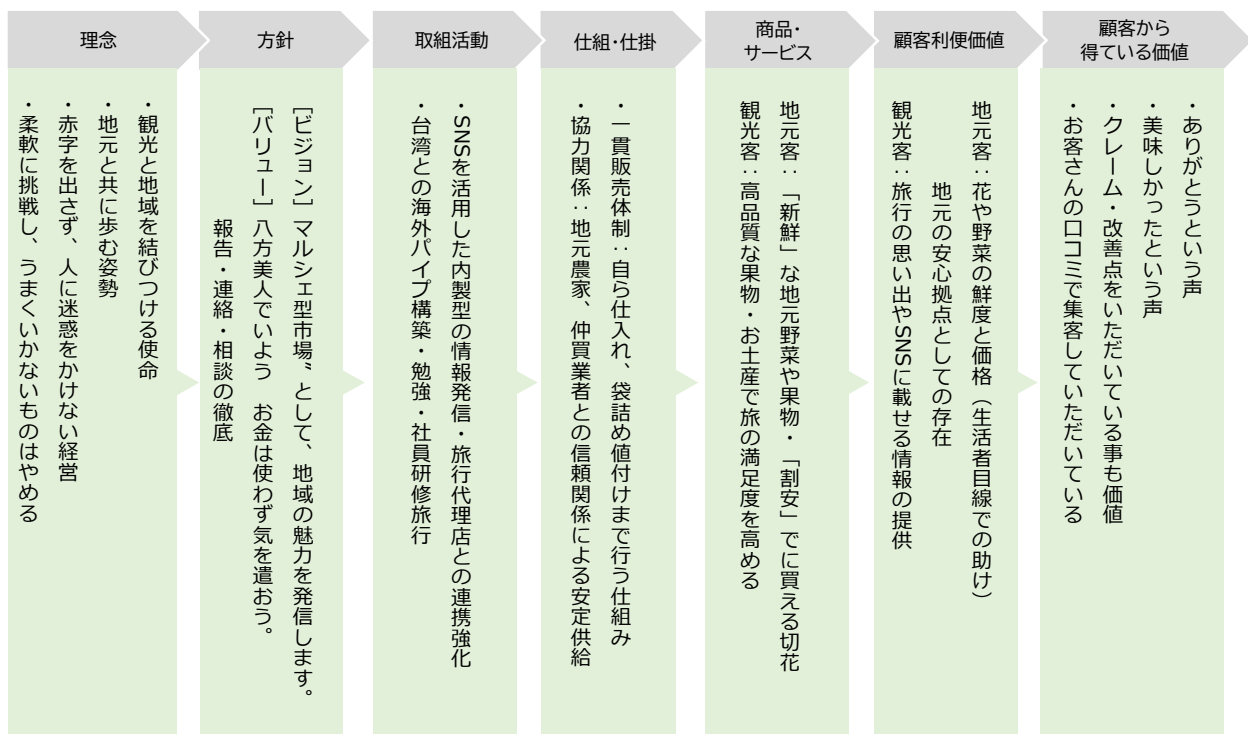 理念
・観光と地域を結びつける使命
・地元と共に歩む姿勢
・赤字を出さず、人に迷惑をかけない経営
・柔軟に挑戦し、うまくいかないものはやめる
方針
［ビジョン］マルシェ型市場〟として、地域の魅力を発信します。
［バリュー］八方美人でいよう　お金は使わず気を遣おう。
報告・連絡・相談の徹底
取組活動
・SNSを活用した内製型の情報発信・旅行代理店との連携強化
・台湾との海外パイプ構築・勉強・社員研修旅行
仕組・仕掛
・一貫販売体制：自ら仕入れ、袋詰め値付けまで行う仕組み
・協力関係：地元農家、仲買業者との信頼関係による安定供給
商品・
サービス
地元客：「新鮮」な地元野菜や果物・「割安」でに買える切花
観光客：高品質な果物・お土産で旅の満足度を高める
顧客利便価値
地元客：花や野菜の鮮度と価格（生活者目線での助け）
地元の安心拠点としての存在
観光客：旅行の思い出やSNSに載せる情報の提供
顧客から
得ている価値
・ありがとうという声
・美味しかったという声
・クレーム・改善点をいただいている事も価値
・お客さんの口コミで集客していただいている